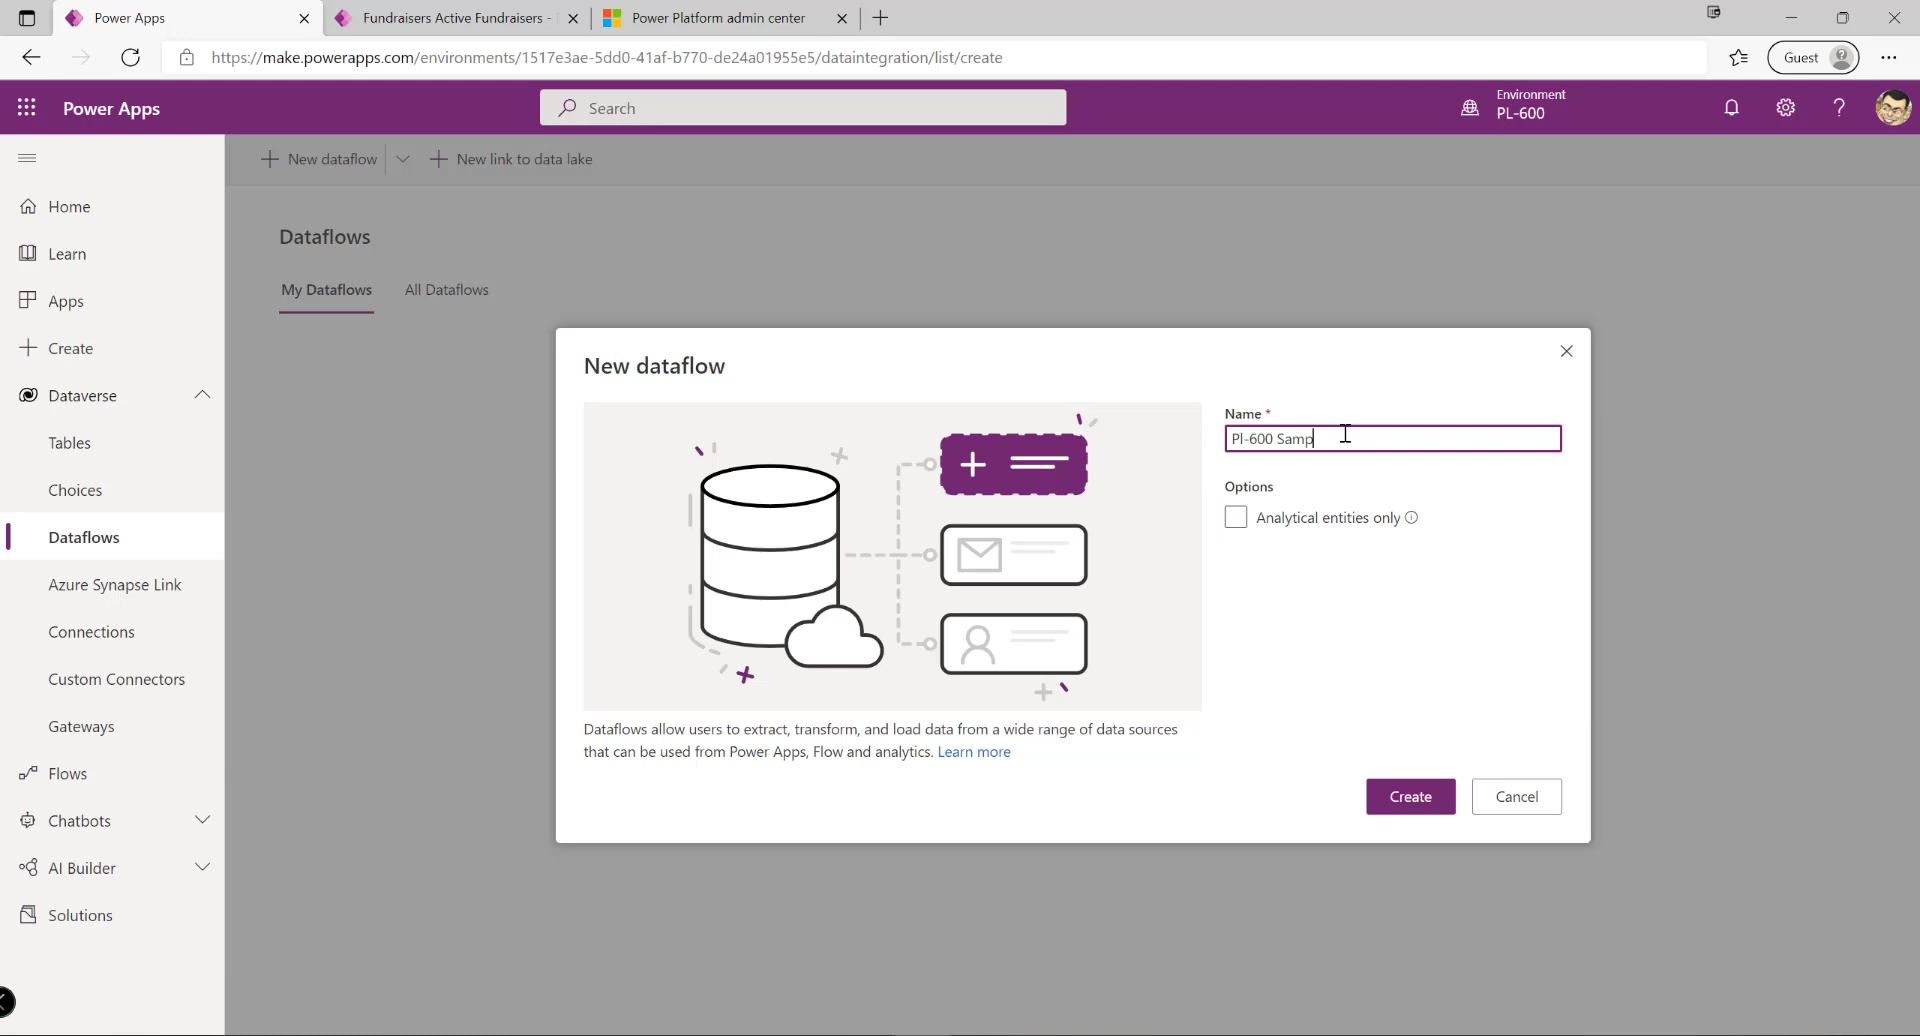 Power Apps
Fundraisers Active Fundraisers -
Power Platform admin center
https://make.powerapps.com/environments/1517e3ae-5dd0-41af-b770-de24a01955e5/dataintegration/list/create
Guest
Power Apps
Search
Environment
PL-600
New dataflow
New link to data lake
Home
Learn
Apps
Create
Dataverse
Tables
Choices
Dataflows
Azure Synapse Link
Connections
Custom Connectors
Gateways
Flows
Chatbots
AI Builder
Solutions
Dataflows
My Dataflows
All Dataflows
New dataflow
Name *
Pl-600 Samp
Options
Analytical entities only
Dataflows allow users to extract, transform, and load data from a wide range of data sources
that can be used from Power Apps, Flow and analytics. Learn more
Create
Cancel